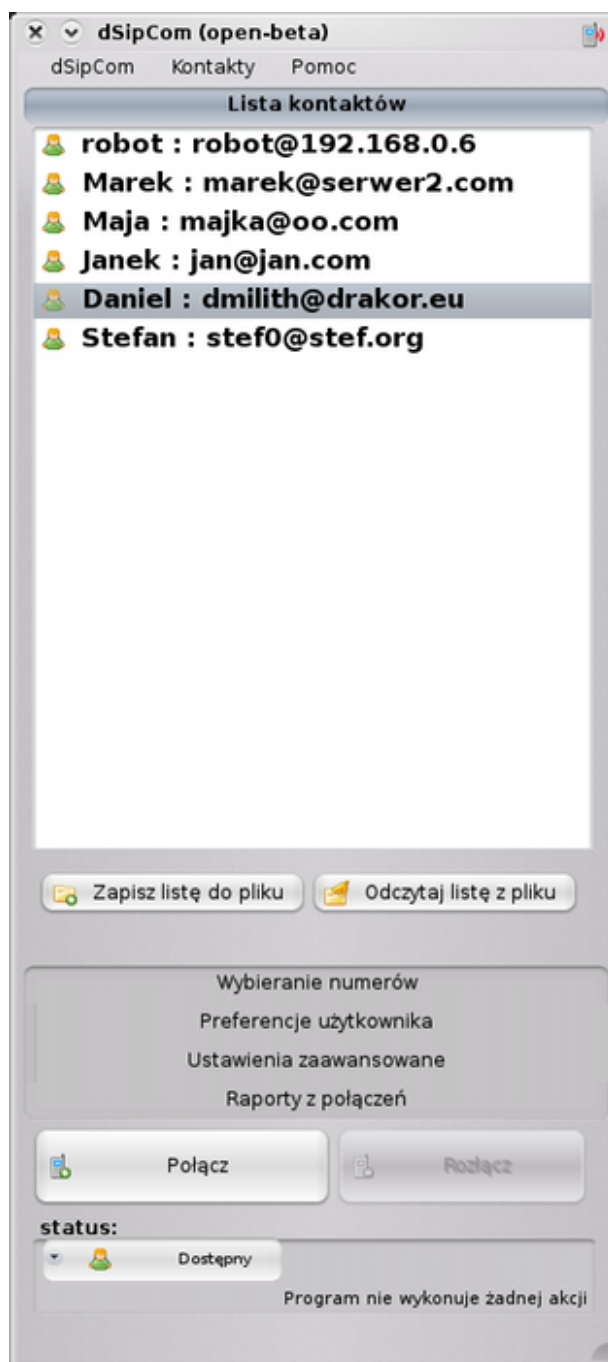 dSipCom (open-beta)
dSipCom Kontakty Pomoc
Lista kontaktów
robot : robot@192.168.0.6
Marek : marek@serwer2.com
Maja : majka@oo.com
Janek : jan@jan.com
Daniel : dmilith@drakor.eu
Stefan : stef0@stef.org
Zapisz listę do pliku Odczytaj listę z pliku
Wybieranie numerów
Preferencje użytkownika
Ustawienia zaawansowane
Raporty z połączeń
Połącz Rozłącz
status:
Dostępny
Program nie wykonuje żadnej akcji